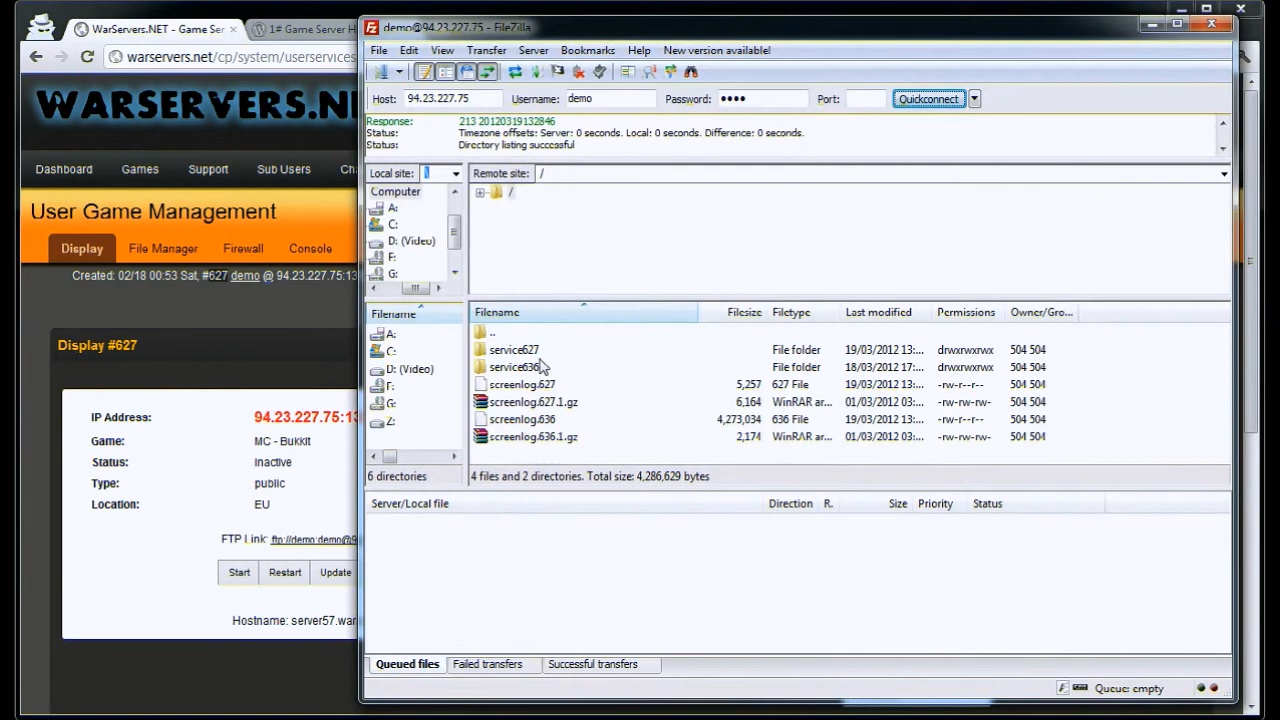 WarServers.NET - Game Ser
1# Game Server H
demo@94.23.227.75 - FileZilla
warservers.net/cp/system/userservices
File Edit View Transfer Server Bookmarks Help New version available!
Host: 94.23.227.75 Username: demo Password: •••• Port: Quickconnect
WARSERVERS.NE
Response: 213 20120319132846
Status: Timezone offsets: Server: 0 seconds. Local: 0 seconds. Difference: 0 seconds.
Status: Directory listing successful
Dashboard Games Support Sub Users Cha
Local site: \ Remote site: /
Computer
A:
C:
D: (Video)
F:
G:
/
User Game Management
Display File Manager Firewall Console
Created: 02/18 00:53 Sat, #627 demo @ 94.23.227.75:13
Filename
A:
C:
D: (Video)
F:
G:
Z:
6 directories
Filename Filesize Filetype Last modified Permissions Owner/Gro...
..
service627 File folder 19/03/2012 13:... drwxrwxrwx 504 504
service636 File folder 18/03/2012 17:... drwxrwxrwx 504 504
screenlog.627 5,257 627 File 19/03/2012 13:... -rw-r--r-- 504 504
screenlog.627.1.gz 6,164 WinRAR ar... 01/03/2012 03:... -rw-rw-rw- 504 504
screenlog.636 4,273,034 636 File 19/03/2012 13:... -rw-r--r-- 504 504
screenlog.636.1.gz 2,174 WinRAR ar... 01/03/2012 03:... -rw-rw-rw- 504 504
4 files and 2 directories. Total size: 4,286,629 bytes
Display #627
IP Address: 94.23.227.75:13
Game: MC - Bukkit
Status: Inactive
Type: public
Location: EU
FTP Link: ftp://demo:demo@9
Start Restart Update
Hostname: server57.war
Server/Local file Direction R. Size Priority Status
Queued files Failed transfers Successful transfers
Queue: empty